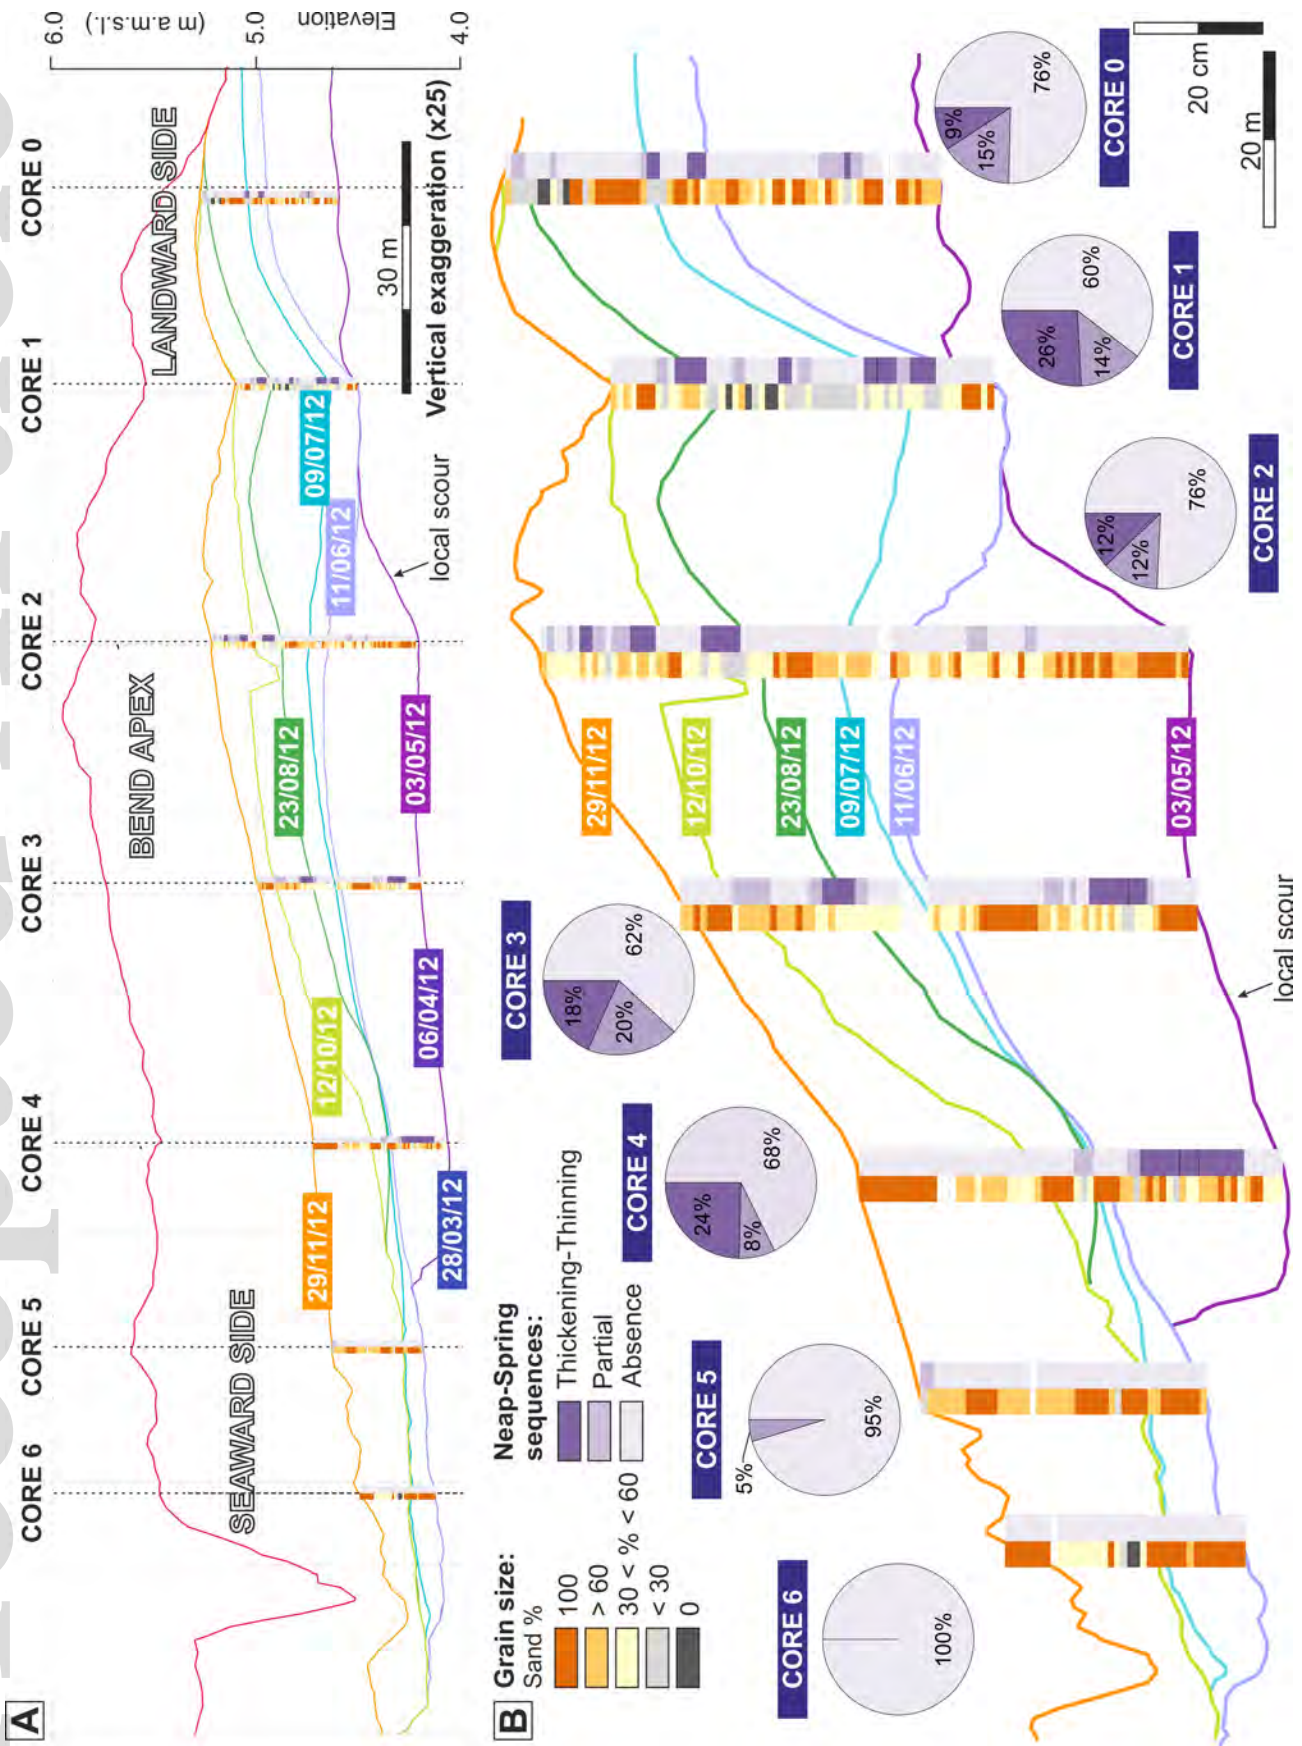 A
CORE 6
CORE 5
CORE 4
CORE 3
CORE 2
CORE 1
CORE 0
SEAWARD SIDE
BEND APEX
LANDWARD SIDE
6.0
5.0
4.0
Elevation
(m a.m.s.l.)
29/11/12
12/10/12
23/08/12
09/07/12
11/06/12
28/03/12
06/04/12
03/05/12
local scour
30 m
Vertical exaggeration (x25)
B
Grain size:
Sand %
100
> 60
30 < % < 60
< 30
0
Neap-Spring
sequences:
Thickening-Thinning
Partial
Absence
CORE 6
100%
CORE 5
5%
95%
CORE 4
24%
8%
68%
CORE 3
18%
20%
62%
29/11/12
12/10/12
23/08/12
09/07/12
11/06/12
03/05/12
local scour
12%
12%
76%
CORE 2
26%
14%
60%
CORE 1
9%
15%
76%
CORE 0
20 cm
20 m